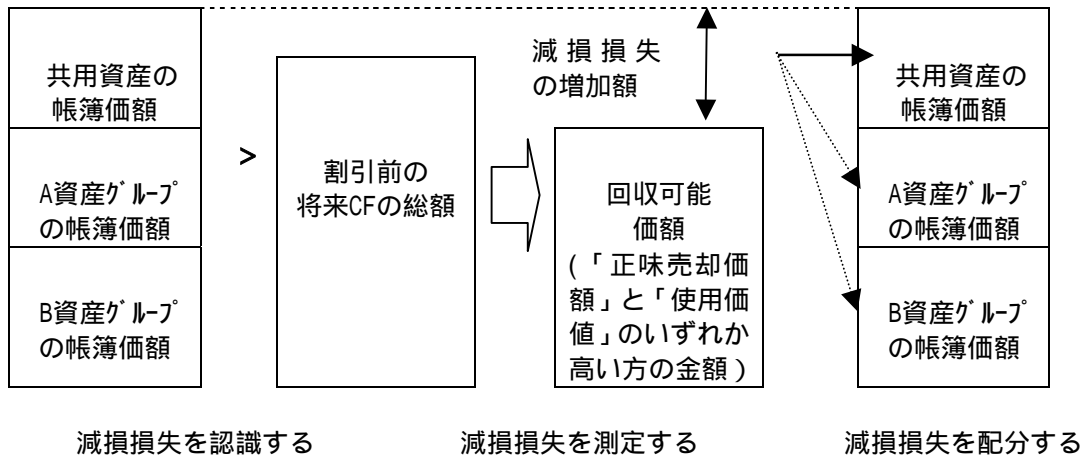 共用資産の
帳簿価額
A資産ｸﾞﾙｰﾌﾟ
の帳簿価額
B資産ｸﾞﾙｰﾌﾟ
の帳簿価額
>
割引前の
将来CFの総額
減損損失
の増加額
回収可能
価額
(「正味売却価
額」と「使用価
値」のいずれか
高い方の金額)
共用資産の
帳簿価額
A資産ｸﾞﾙｰﾌﾟ
の帳簿価額
B資産ｸﾞﾙｰﾌﾟ
の帳簿価額
減損損失を認識する
減損損失を測定する
減損損失を配分する